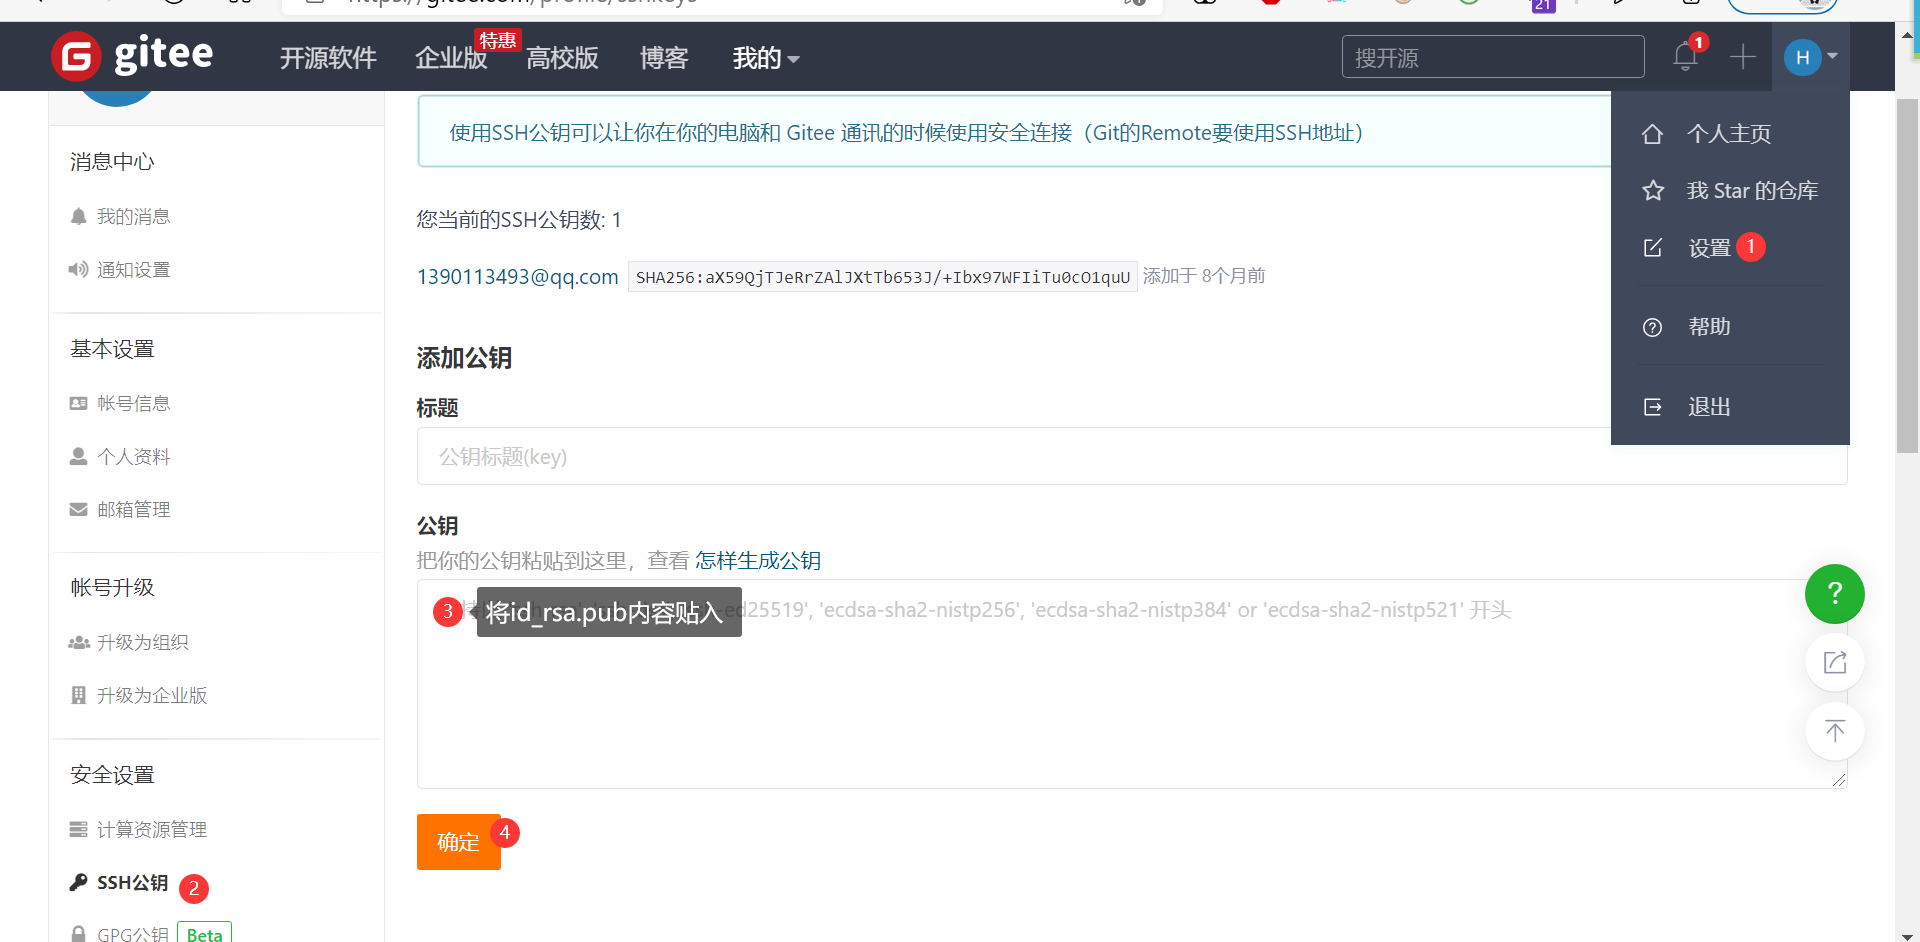 https://gitee.com/profile/sshkeys
21
gitee
开源软件
企业版
特惠
高校版
博客
我的
搜开源
1
H
消息中心
我的消息
通知设置
基本设置
帐号信息
个人资料
邮箱管理
帐号升级
升级为组织
升级为企业版
安全设置
计算资源管理
SSH公钥 2
GPG公钥 Beta
使用SSH公钥可以让你在你的电脑和 Gitee 通讯的时候使用安全连接（Git的Remote要使用SSH地址）
您当前的SSH公钥数: 1
1390113493@qq.com SHA256:aX59QjTJeRrZAlJXtTb653J/+Ibx97WFIiTu0cO1quU 添加于 8个月前
添加公钥
标题
公钥标题(key)
公钥
把你的公钥粘贴到这里，查看 怎样生成公钥
3 将id_rsa.pub内容贴入
ed25519', 'ecdsa-sha2-nistp256', 'ecdsa-sha2-nistp384' or 'ecdsa-sha2-nistp521' 开头
确定 4
个人主页
我 Star 的仓库
设置 1
帮助
退出
?